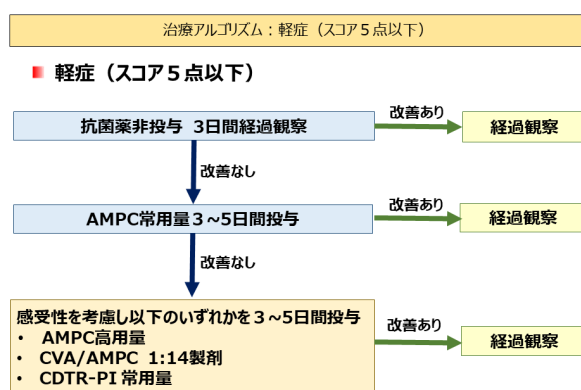 治療アルゴリズム：軽症（スコア５点以下）
軽症（スコア５点以下）
抗菌薬非投与 3日間経過観察
改善あり
経過観察
改善なし
AMPC常用量３～５日間投与
改善あり
経過観察
改善なし
感受性を考慮し以下のいずれかを３～５日間投与
• AMPC高用量
• CVA/AMPC 1:14製剤
• CDTR-PI 常用量
改善あり
経過観察